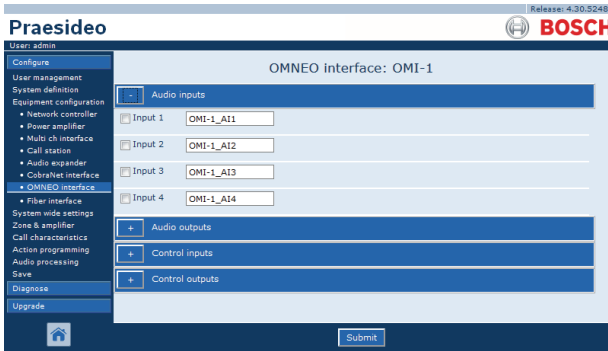 Release: 4.30.5248
Praesideo
BOSCH
User: admin
Configure
User management
System definition
Equipment configuration
• Network controller
• Power amplifier
• Multi ch interface
• Call station
• Audio expander
• CobraNet interface
• OMNEO interface
• Fiber interface
System wide settings
Zone & amplifier
Call characteristics
Action programming
Audio processing
Save
Diagnose
Upgrade
OMNEO interface: OMI-1
- Audio inputs
Input 1 OMI-1_AI1
Input 2 OMI-1_AI2
Input 3 OMI-1_AI3
Input 4 OMI-1_AI4
+ Audio outputs
+ Control inputs
+ Control outputs
Submit